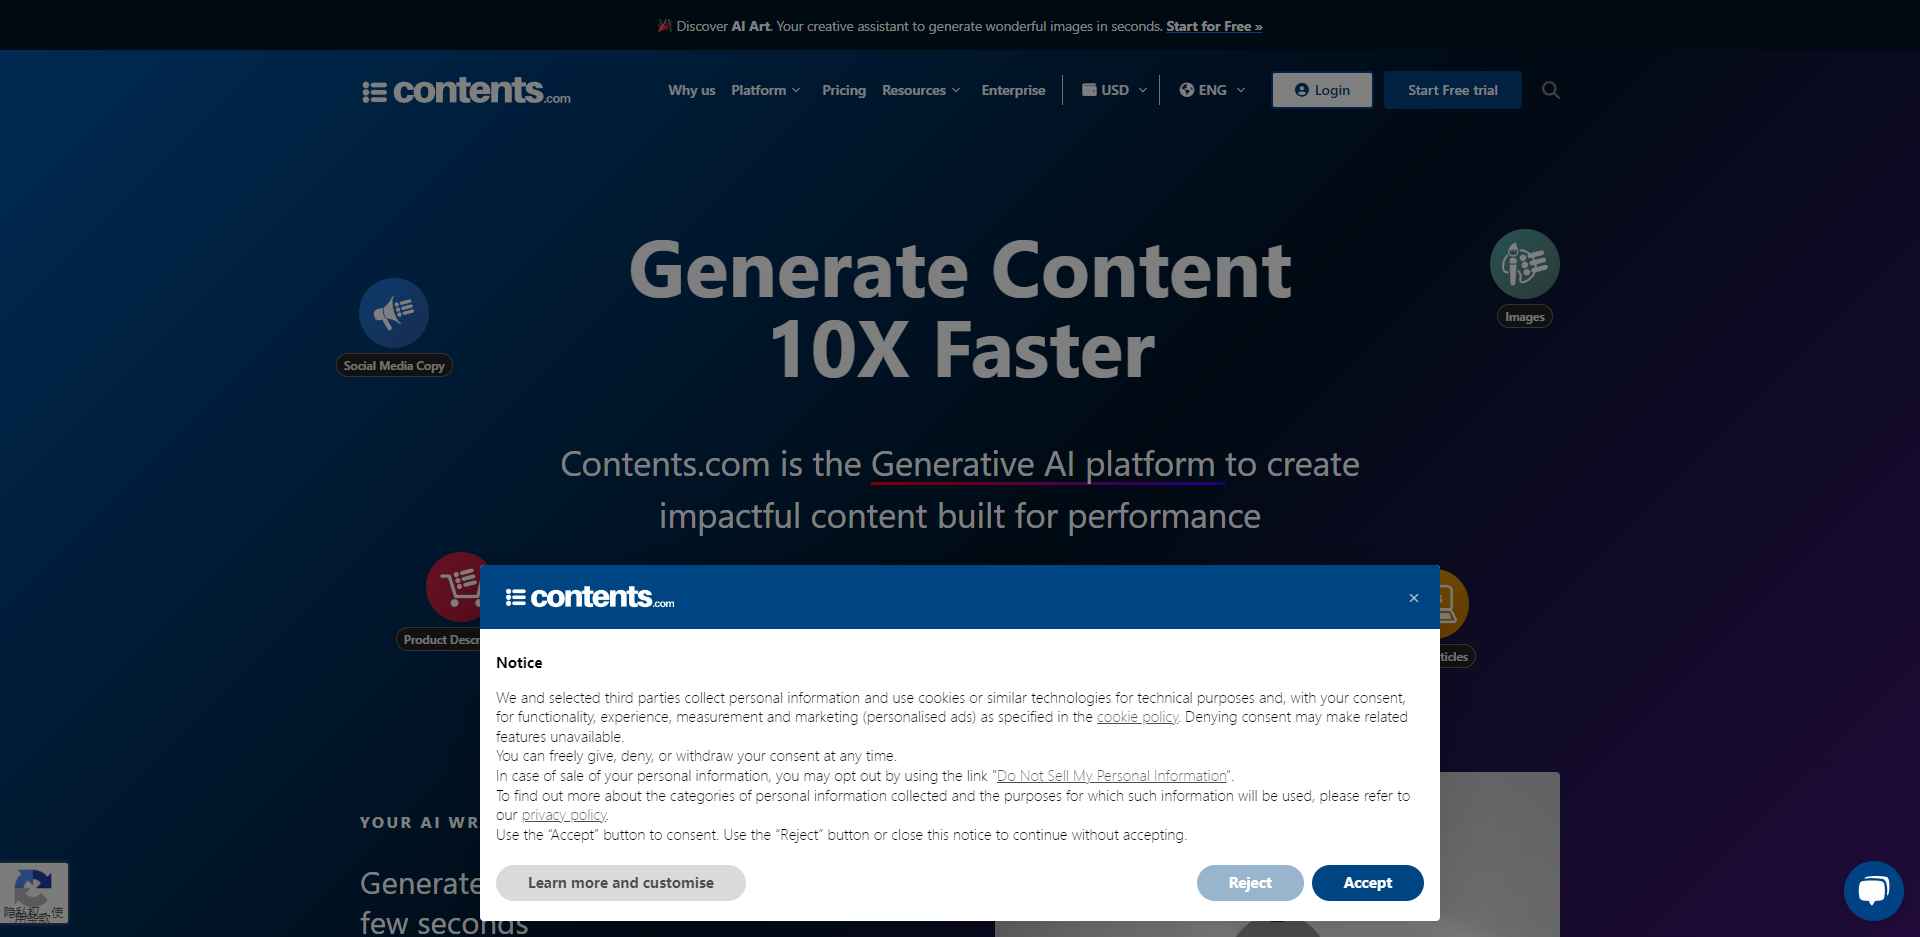 Discover AI Art. Your creative assistant to generate wonderful images in seconds. Start for Free »
contents.com
Why us Platform Pricing Resources Enterprise USD ENG Login Start Free trial
Generate Content
10X Faster
Images
Social Media Copy
Contents.com is the Generative AI platform to create
impactful content built for performance
Product Descr
ticles
contents.com
×
Notice
We and selected third parties collect personal information and use cookies or similar technologies for technical purposes and, with your consent,
for functionality, experience, measurement and marketing (personalised ads) as specified in the cookie policy. Denying consent may make related
features unavailable.
You can freely give, deny, or withdraw your consent at any time.
In case of sale of your personal information, you may opt out by using the link "Do Not Sell My Personal Information".
To find out more about the categories of personal information collected and the purposes for which such information will be used, please refer to
our privacy policy.
Use the “Accept” button to consent. Use the “Reject” button or close this notice to continue without accepting.
Learn more and customise
Reject
Accept
YOUR AI WR
Generate
few seconds